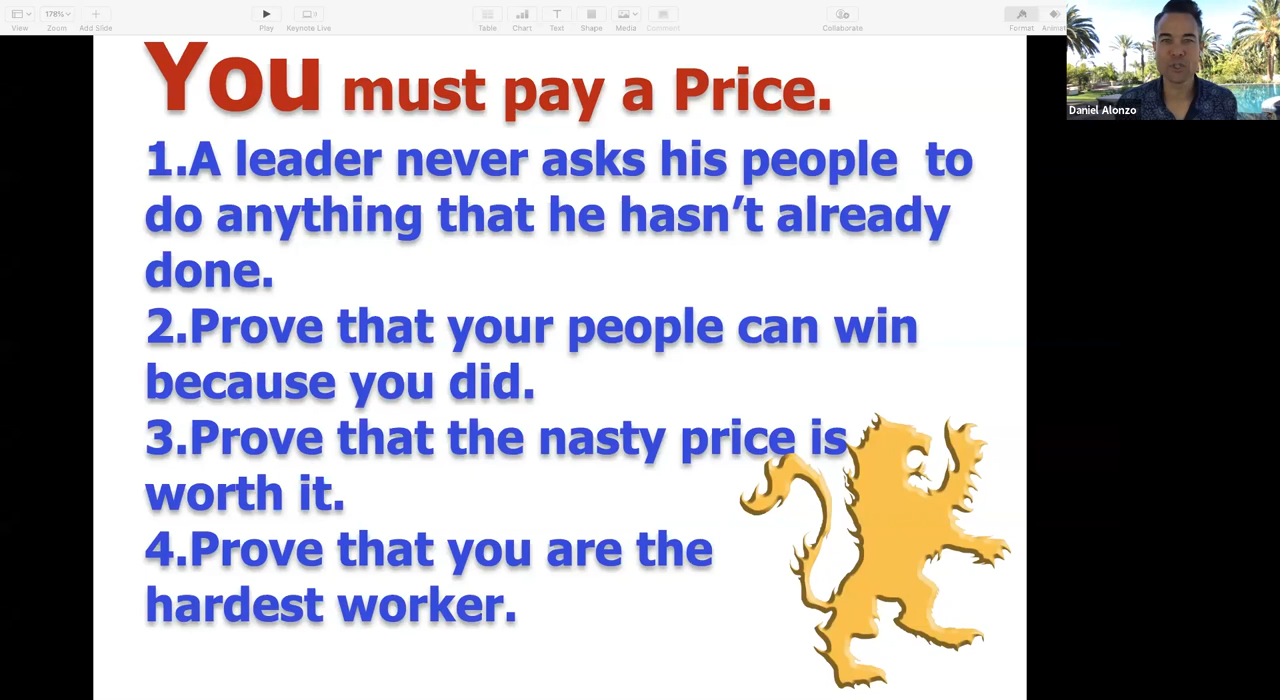 178%
View
Zoom
Add Slide
Play
Keynote Live
Table
Chart
Text
Shape
Media
Comment
Collaborate
Format
Daniel Alonzo
You must pay a Price.
1.A leader never asks his people to
do anything that he hasn't already
done.
2.Prove that your people can win
because you did.
3.Prove that the nasty price is
worth it.
4.Prove that you are the
hardest worker.